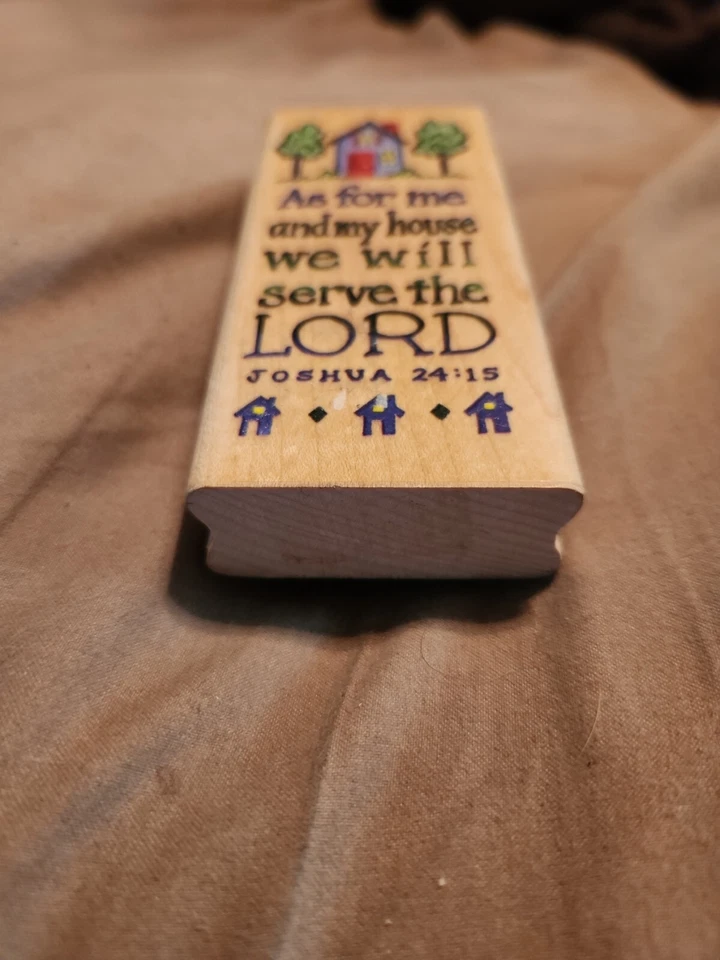 As for me
and my house
we will
serve the
LORD
JOSHUA 24:15